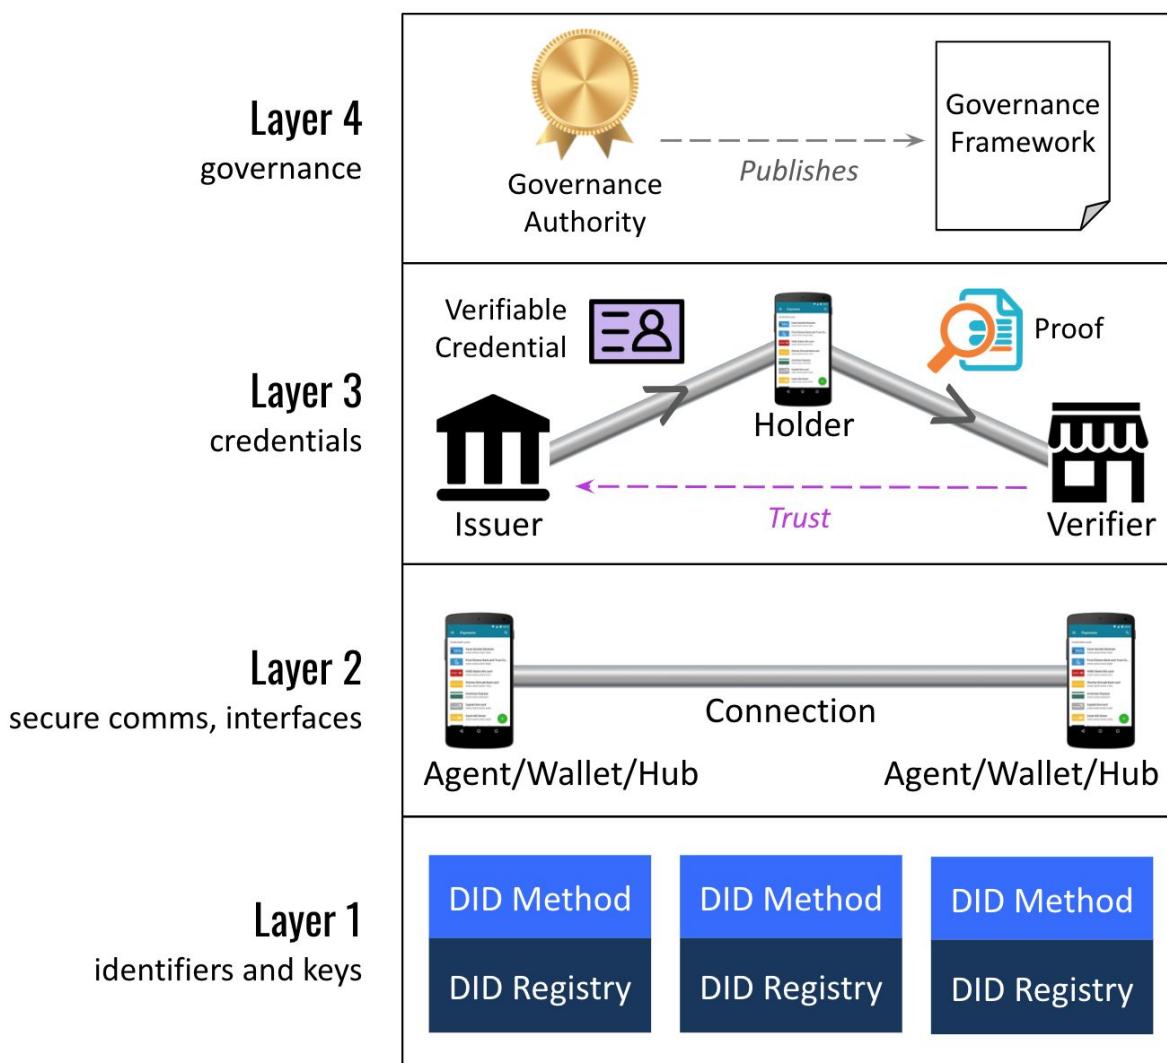 Layer 4
governance
Governance
Authority
Publishes
Governance
Framework
Layer 3
credentials
Verifiable
Credential
Holder
Proof
Issuer
Trust
Verifier
Layer 2
secure comms, interfaces
Connection
Agent/Wallet/Hub
Agent/Wallet/Hub
Layer 1
identifiers and keys
DID Method
DID Method
DID Method
DID Registry
DID Registry
DID Registry